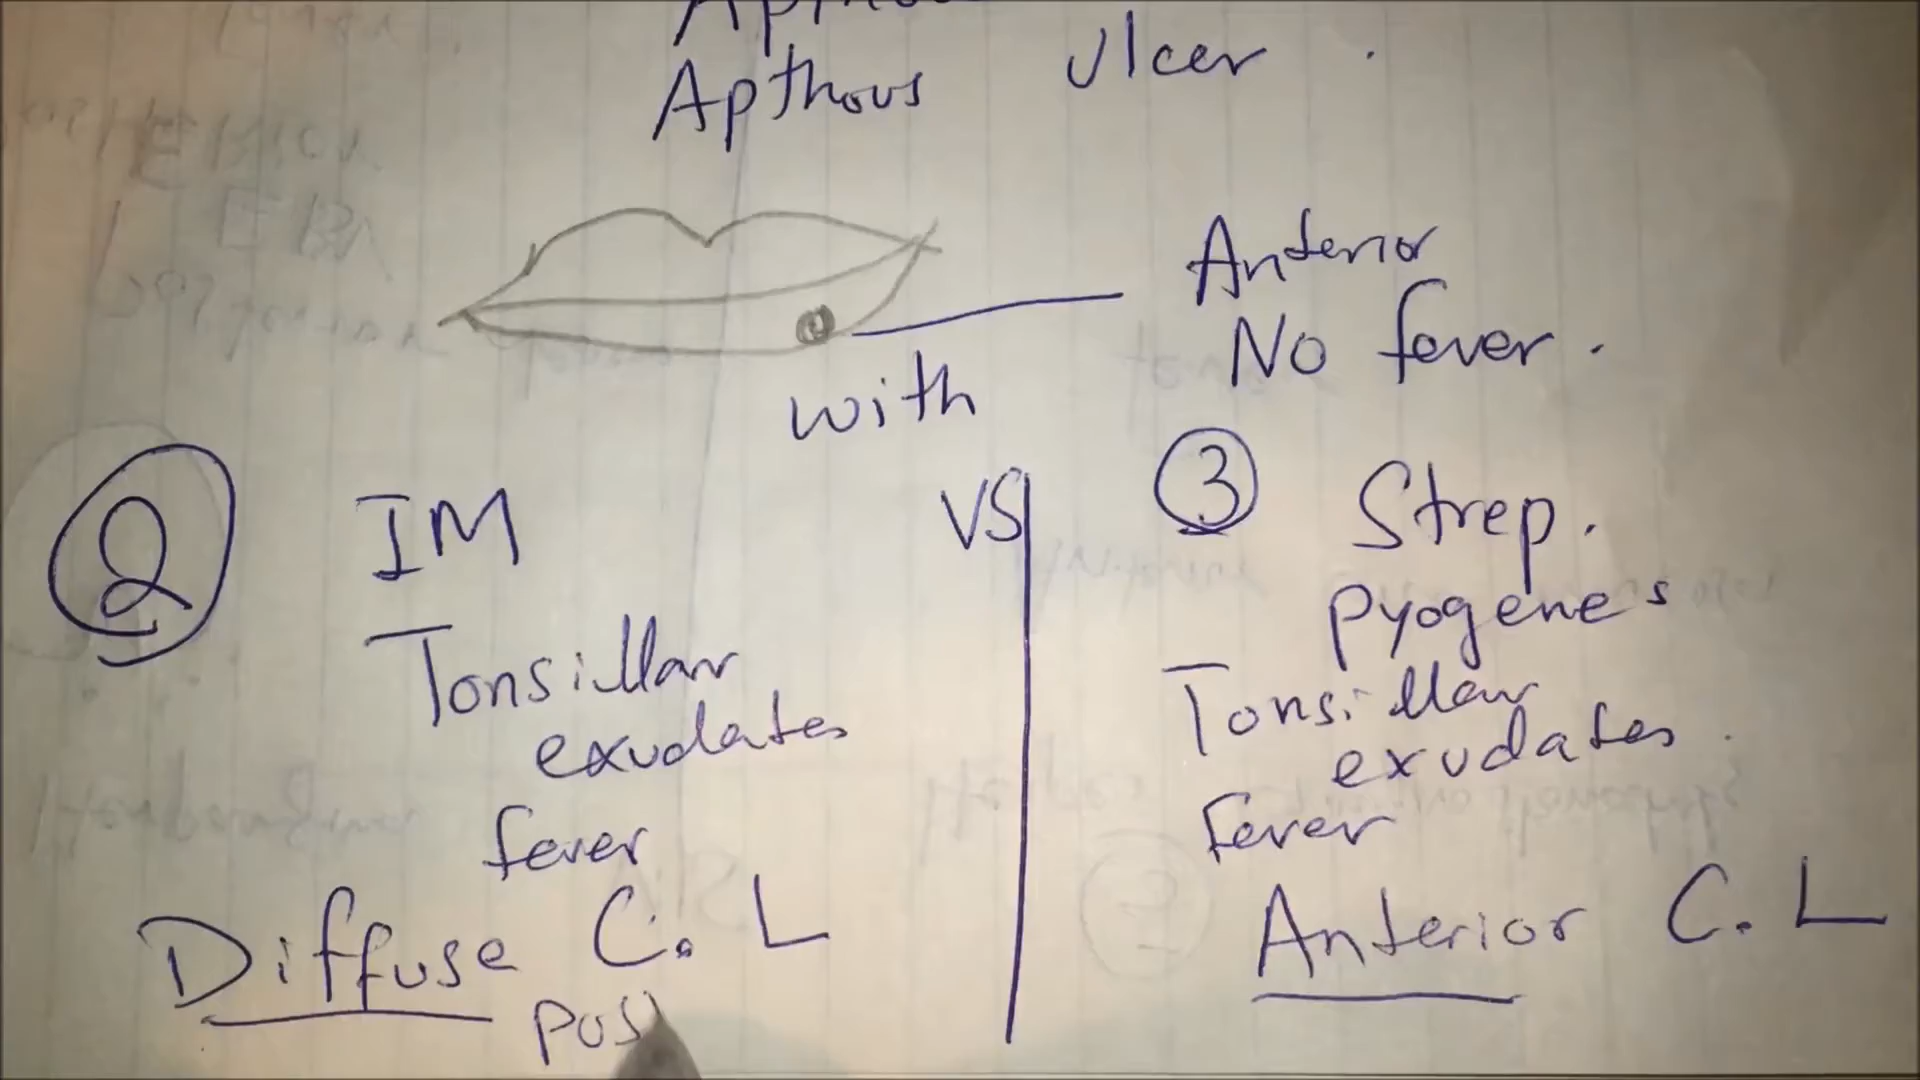 Apthous Ulcer .
Anterior
No fever .
with
2 IM
vs
3 Strep.
pyogenes
Tonsillar
exudates
fever
Diffuse C. L
Tonsillar
exudates .
fever
Anterior C. L